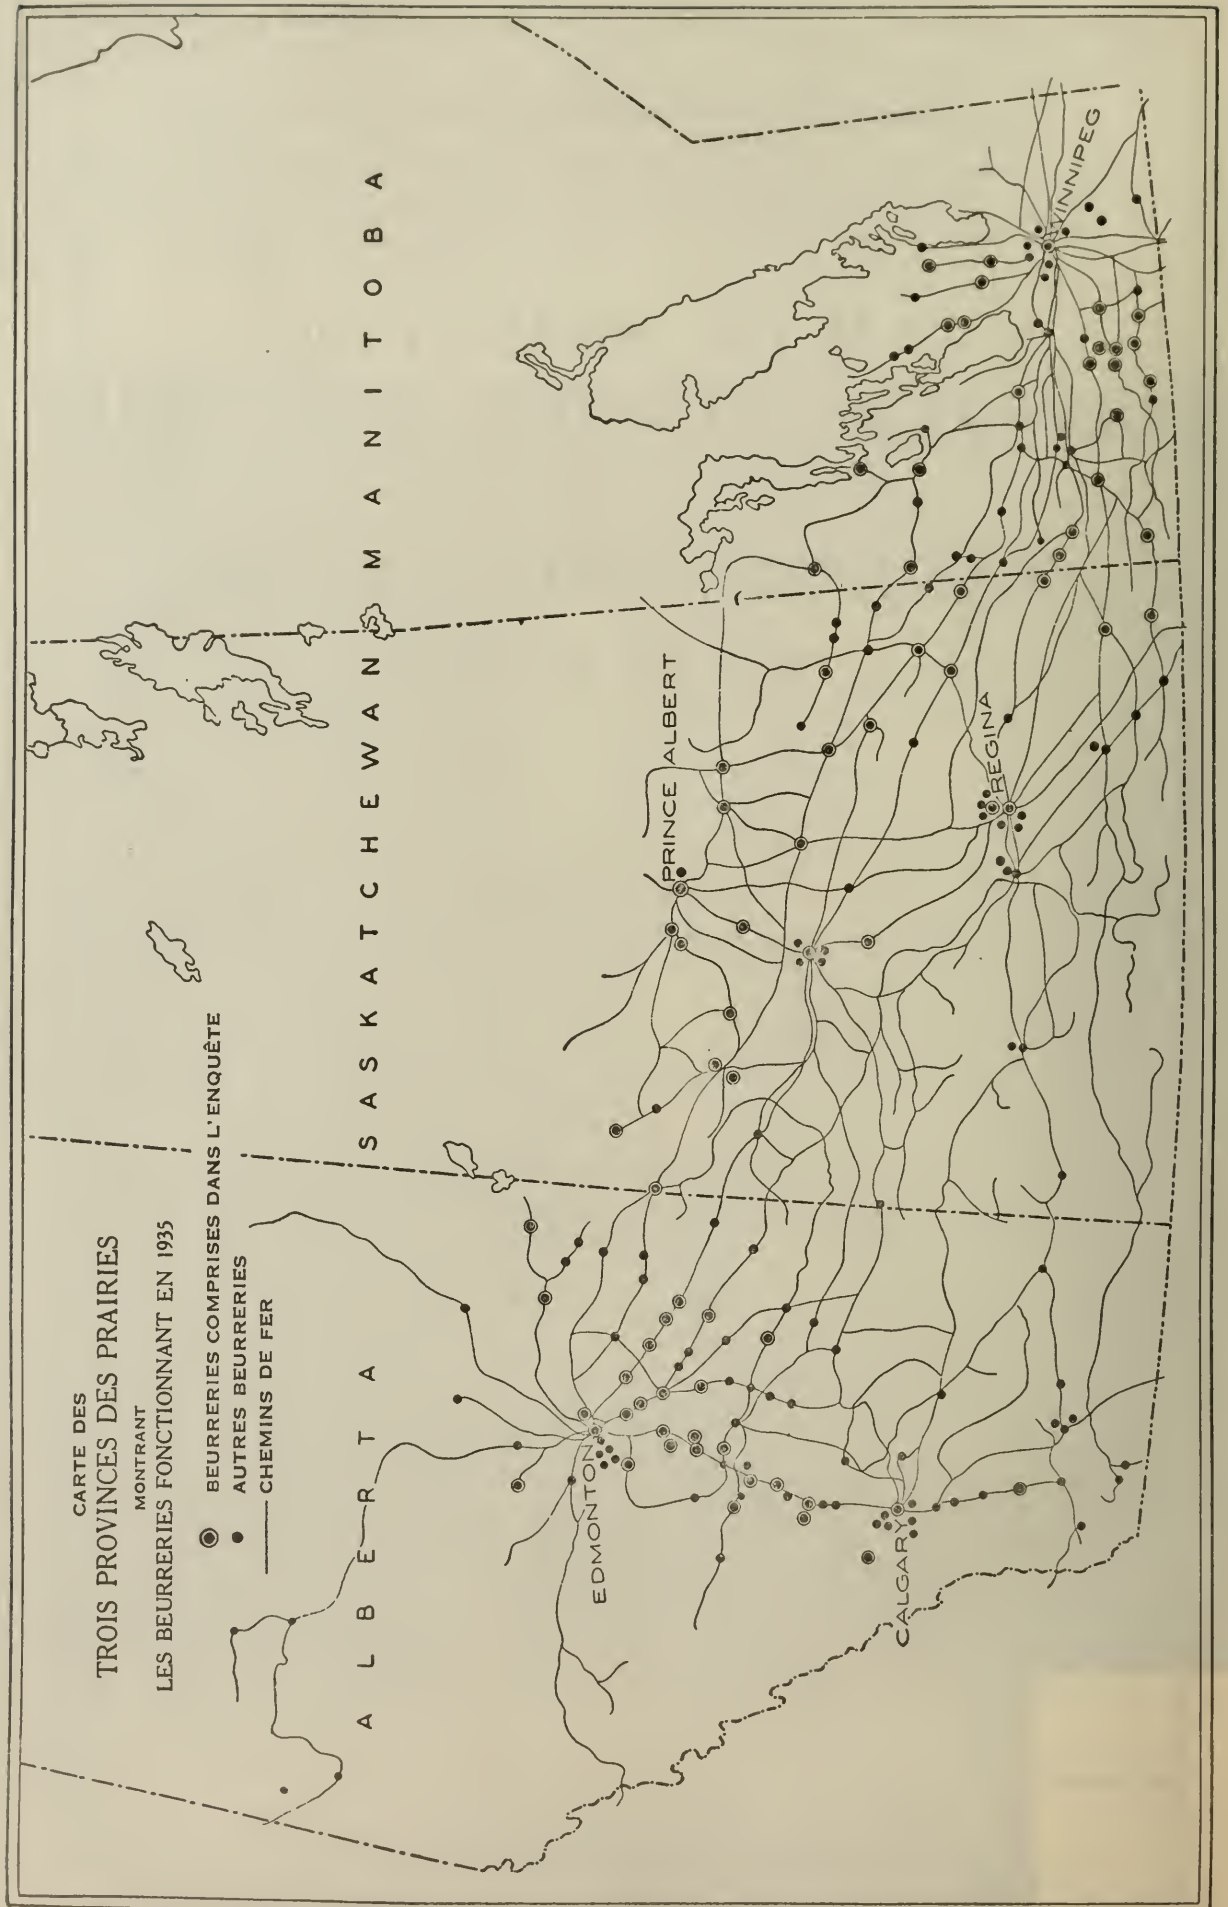 CARTE DES
TROIS PROVINCES DES PRAIRIES
MONTRANT
LES BEURRERIES FONCTIONNANT EN 1935
BEURRERIES COMPRISES DANS L'ENQUÊTE
AUTRES BEURRERIES
CHEMINS DE FER
ALBERTA
SASKATCHEWAN
MANITOBA
EDMONTON
CALGARY
PRINCE ALBERT
REGINA
WINNIPEG